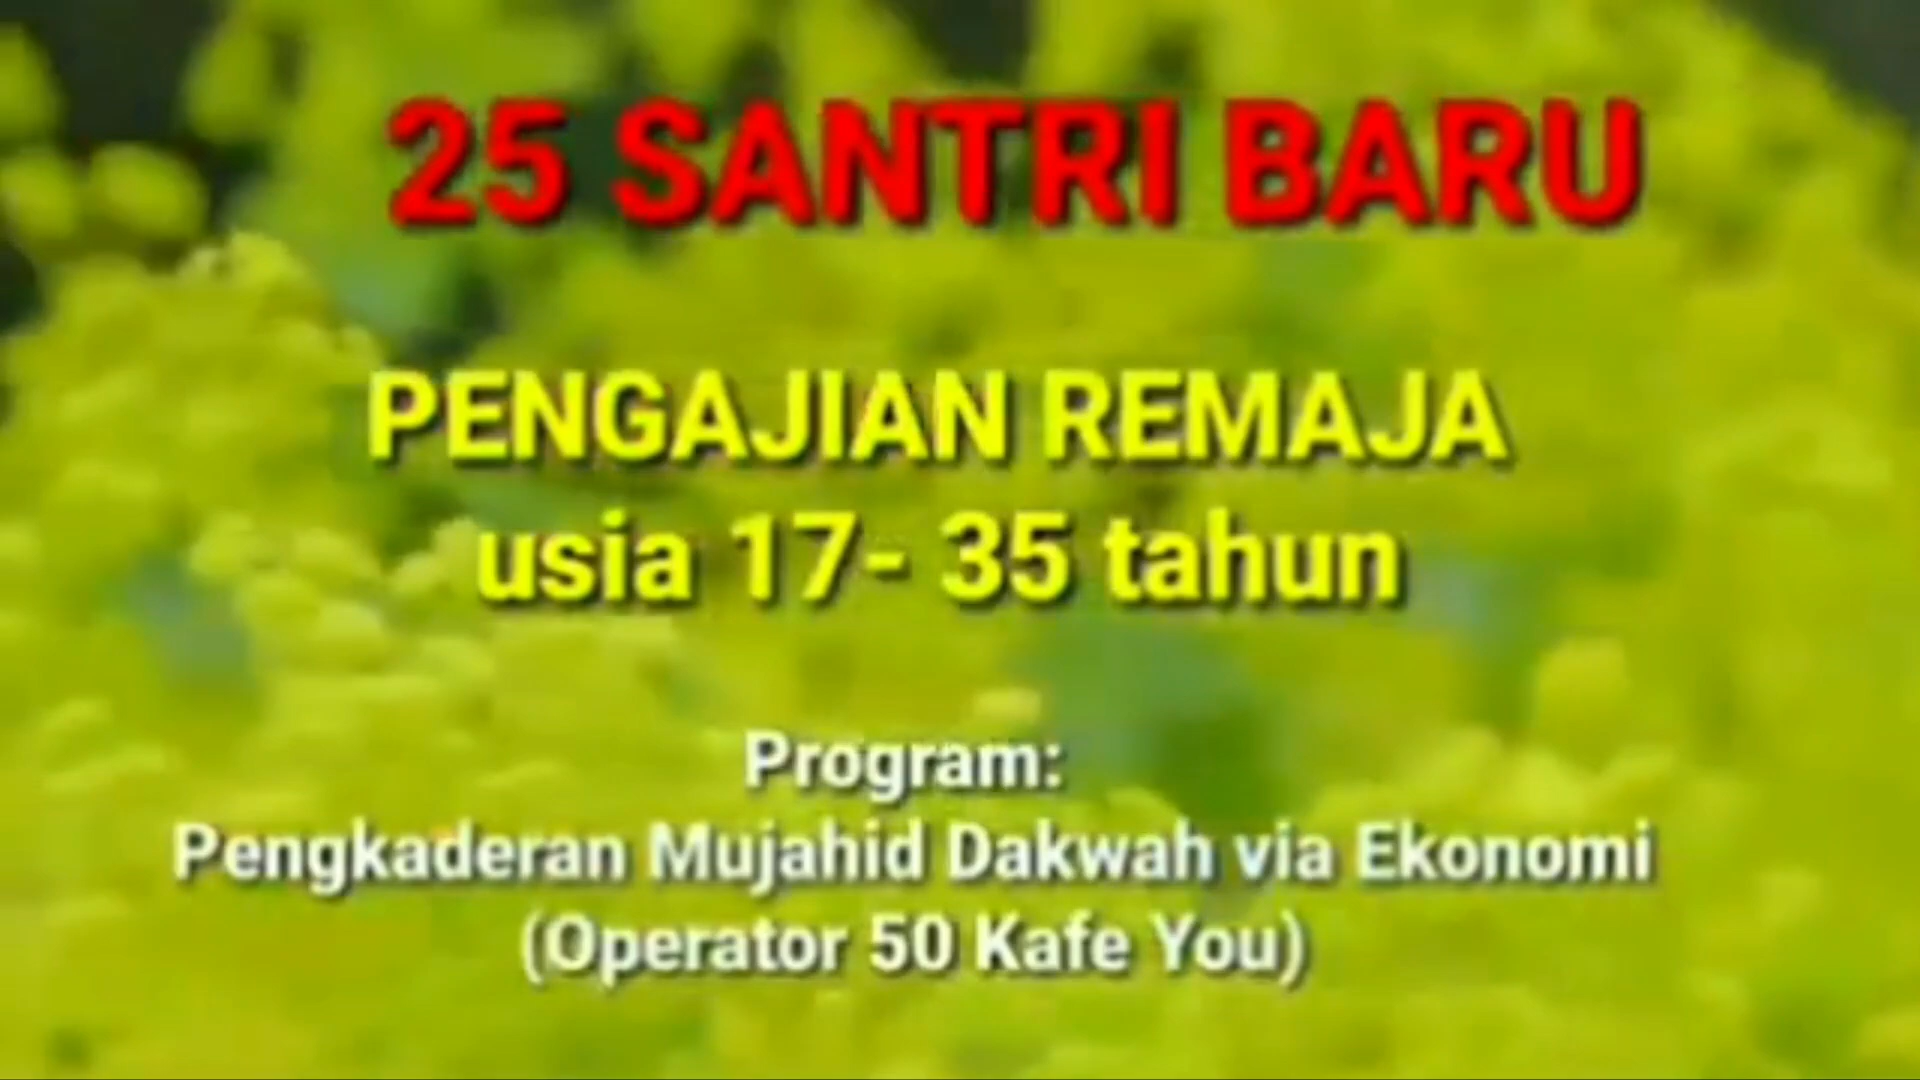 25 SANTRI BARU
PENGAJIAN REMAJA
usia 17- 35 tahun
Program:
Pengkaderan Mujahid Dakwah via Ekonomi
(Operator 50 Kafe You)